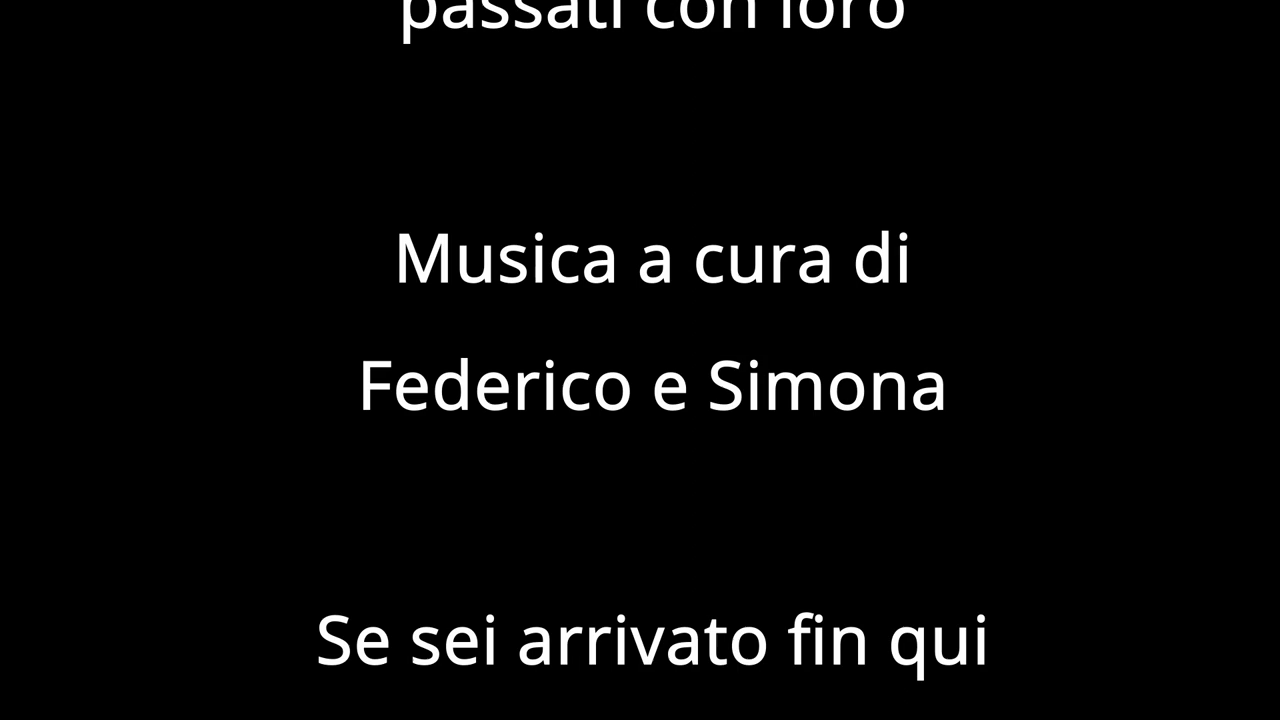 passati con loro
Musica a cura di
Federico e Simona
Se sei arrivato fin qui